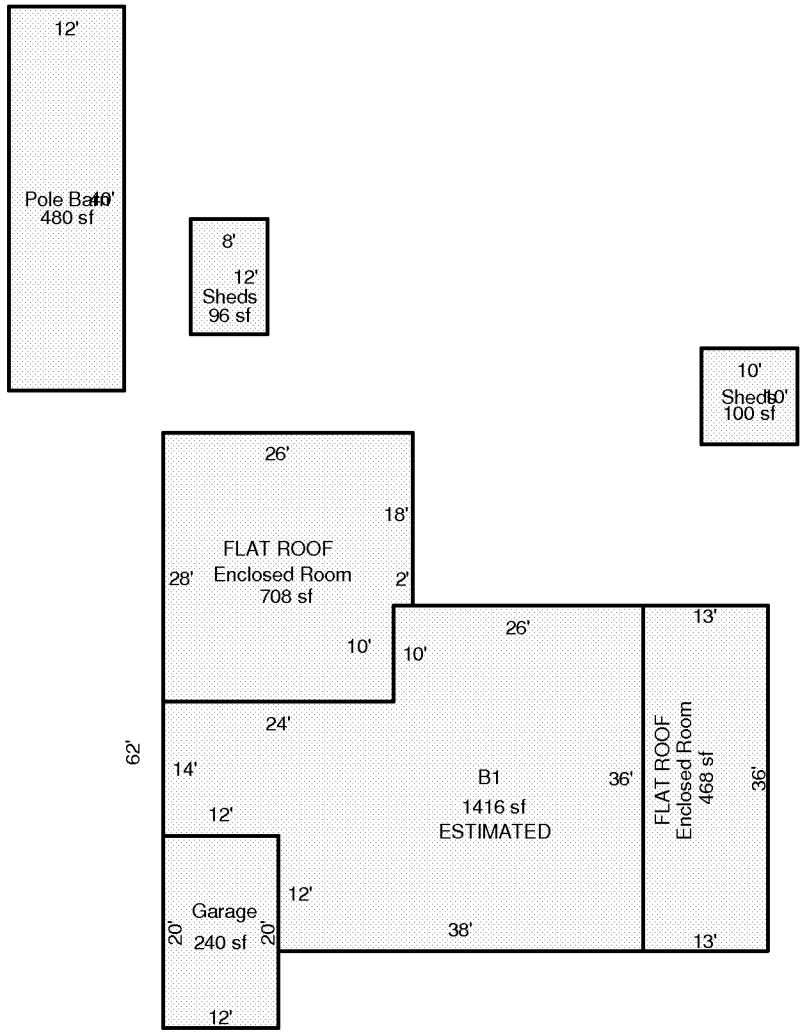 12'
Pole Barn 40'
480 sf
8'
12'
Sheds
96 sf
10'
Sheds 10'
100 sf
26'
18'
FLAT ROOF
Enclosed Room
708 sf
28'
2'
10'
10'
26'
13'
24'
62'
14'
12'
B1
1416 sf
ESTIMATED
36'
FLAT ROOF
Enclosed Room
468 sf
36'
12'
Garage
240 sf
20'
20'
38'
13'
12'